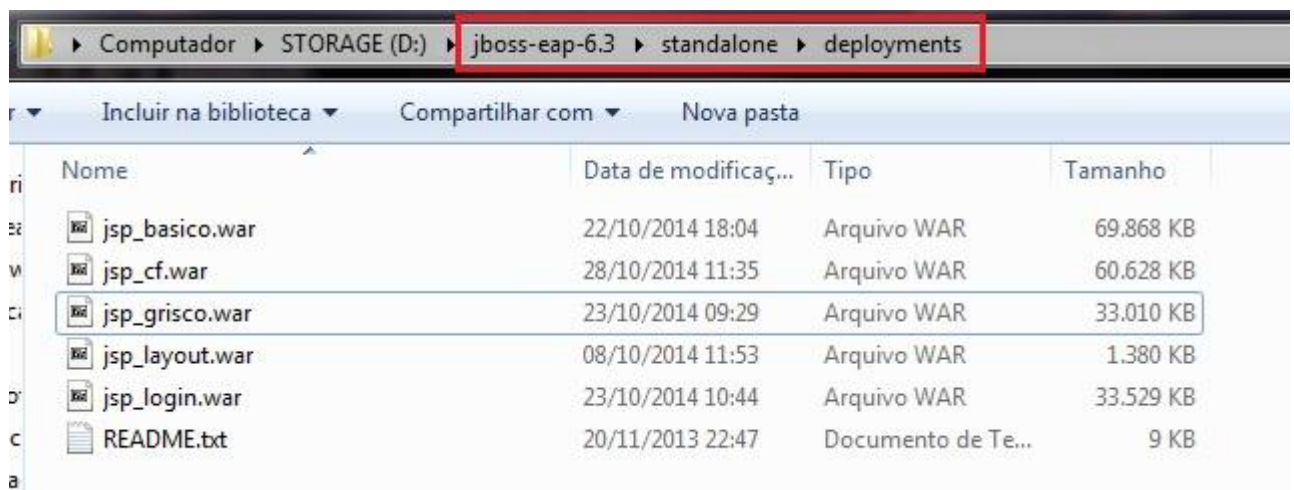 Computador STORAGE (D:) jboss-eap-6.3 standalone deployments
Incluir na biblioteca Compartilhar com Nova pasta
Nome Data de modificaç... Tipo Tamanho
jsp_basico.war 22/10/2014 18:04 Arquivo WAR 69.868 KB
jsp_cf.war 28/10/2014 11:35 Arquivo WAR 60.628 KB
jsp_grisco.war 23/10/2014 09:29 Arquivo WAR 33.010 KB
jsp_layout.war 08/10/2014 11:53 Arquivo WAR 1.380 KB
jsp_login.war 23/10/2014 10:44 Arquivo WAR 33.529 KB
README.txt 20/11/2013 22:47 Documento de Te... 9 KB